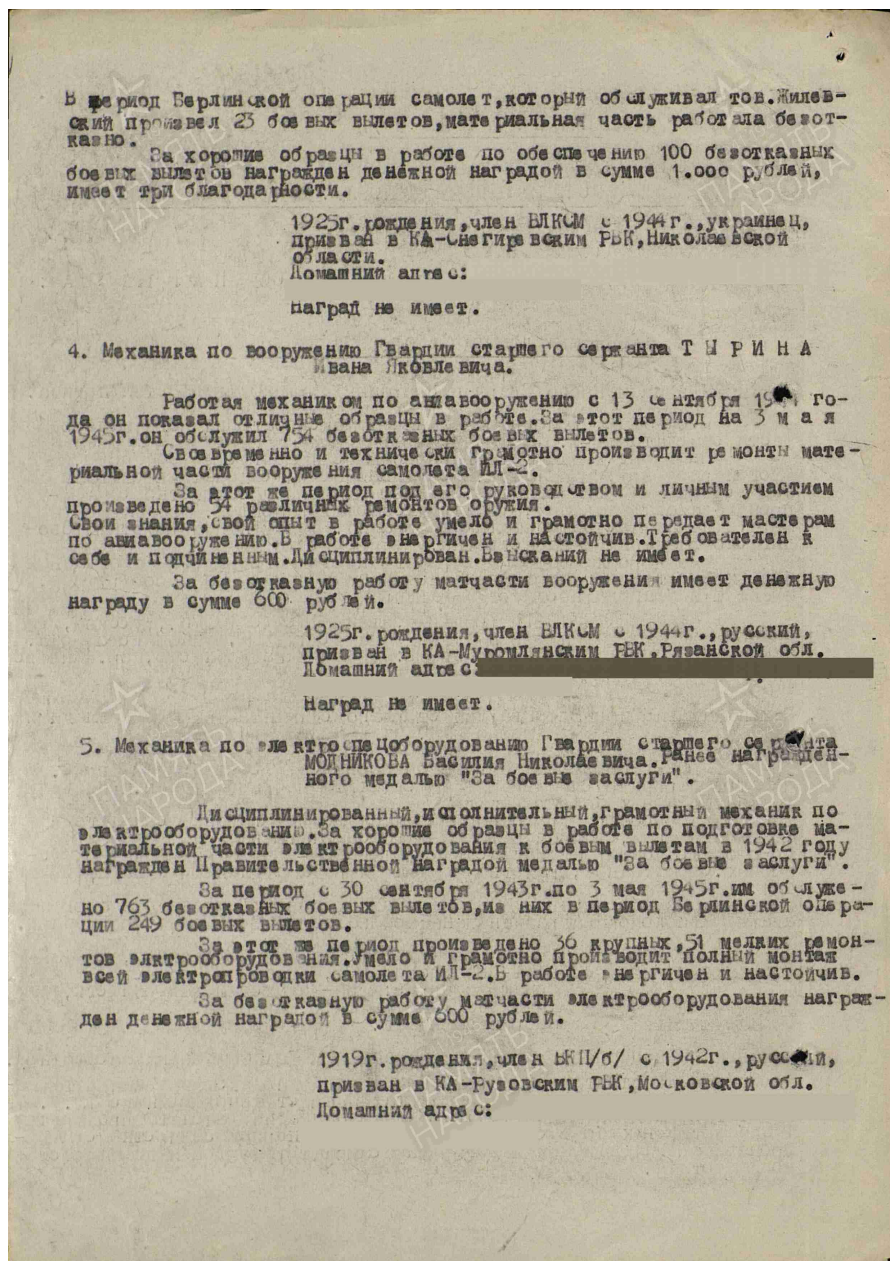 В период Берлинской операции самолет,который обслуживал тов.Жилев-
ский произвел 23 боевых вылетов,материальная часть работала безот-
казно.
За хорошие образцы в работе по обеспечению 100 безотказных
боевых вылетов награжден денежной наградой в сумме 1.000 рублей,
имеет три благодарности.
1925г.рождения,член ВЛКСМ с 1944г.,украинец,
призван в КА-Снегиревским РВК,Николаевской
области.
Домашний адрес:
Наград не имеет.
4. Механика по вооружению Гвардии старшего сержанта Т Ы Р И Н А
Ивана Яковлевича.
Работая механиком по авиавооружению с 13 сентября го-
да он показал отличные образцы в работе.За этот период на 3 м а я
1945г.он обслужил 754 безотказных боевых вылетов.
Своевременно и технически грамотно производит ремонты мате-
риальной части вооружения самолета ИЛ-2.
За этот же период под его руководством и личным участием
произведено 54 различных ремонтов оружия.
Свои знания,свой опыт в работе умело и грамотно передает мастерам
по авиавооружению.В работе энергичен и настойчив.Требователен к
себе и подчиненным.Дисциплинирован.Взысканий не имеет.
За безотказную работу матчасти вооружения имеет денежную
награду в сумме 600 рублей.
1925г.рождения,член ВЛКСМ с 1944г.,русский,
призван в КА-Муромлянским РВК.Рязанской обл.
Домашний адрес:
Наград не имеет.
5. Механика по электроспецоборудованию Гвардии старшего сержанта
МОДНИКОВА Василия Николаевича.Ранее награжден-
ного медалью "За боевые заслуги".
Дисциплинированный,исполнительный,грамотный механик по
электрооборудованию.За хорошие образцы в работе по подготовке ма-
териальной части электрооборудования к боевым вылетам в 1942 году
награжден Правительственной наградой медалью "За боевые заслуги".
За период с 30 сентября 1943г.по 3 мая 1945г.им обслуже-
но 763 безотказных боевых вылетов,из них в период Берлинской опера-
ции 249 боевых вылетов.
За этот же период произведено 36 крупных,51 мелких ремон-
тов элктрооборудования.Умело и грамотно производит полный монтаж
всей электропроводки самолета ИЛ-2.В работе энергичен и настойчив.
За безотказную работу матчасти электрооборудования награж-
ден денежной наградой в сумме 600 рублей.
1919г.рождения,член ВКП/б/ с 1942г.,русский,
призван в КА-Рузовским РВК,Московской обл.
Домашний адрес: